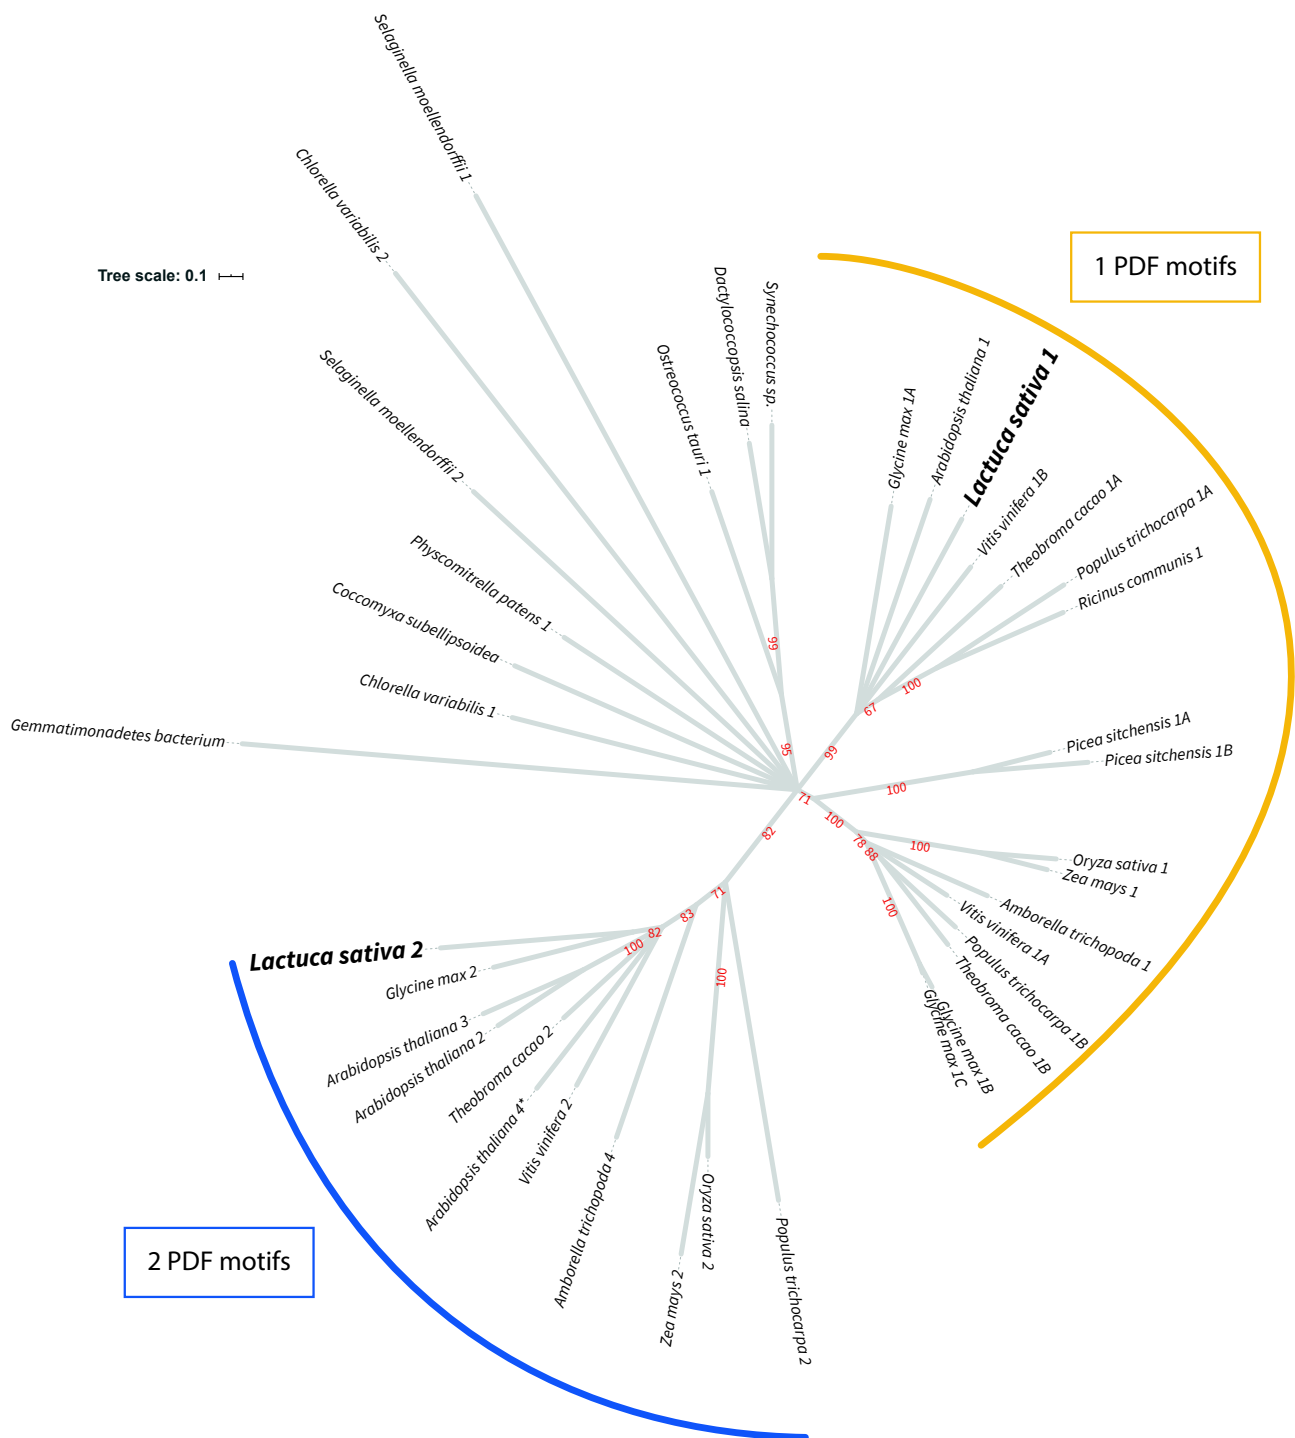 Selaginella moellendorffii 1
Chlorella variabilis 2
Tree scale: 0.1
1 PDF motifs
Selaginella moellendorffii 2
Ostreococcus tauri 1
Dactylococcopsis salina
Synechococcus sp.
Glycine max 1A
Arabidopsis thaliana 1
Lactuca sativa 1
Vitis vinifera 1B
Theobroma cacao 1A
Populus trichocarpa 1A
Ricinus communis 1
Physcomitrella patens 1
Coccomyxa subellipsoidea
Chlorella variabilis 1
Gemmatimonadetes bacterium
99
95
67
100
99
Picea sitchensis 1A
Picea sitchensis 1B
100
71
100
78
88
100
100
Oryza sativa 1
Zea mays 1
Amborella trichopoda 1
Vitis vinifera 1A
Populus trichocarpa 1B
Theobroma cacao 1B
Glycine max 1B
Glycine max 1C
82
71
83
82
100
100
Lactuca sativa 2
Glycine max 2
Arabidopsis thaliana 3
Arabidopsis thaliana 2
Theobroma cacao 2
Arabidopsis thaliana 4*
Vitis vinifera 2
Amborella trichopoda 4
Zea mays 2
Oryza sativa 2
Populus trichocarpa 2
2 PDF motifs